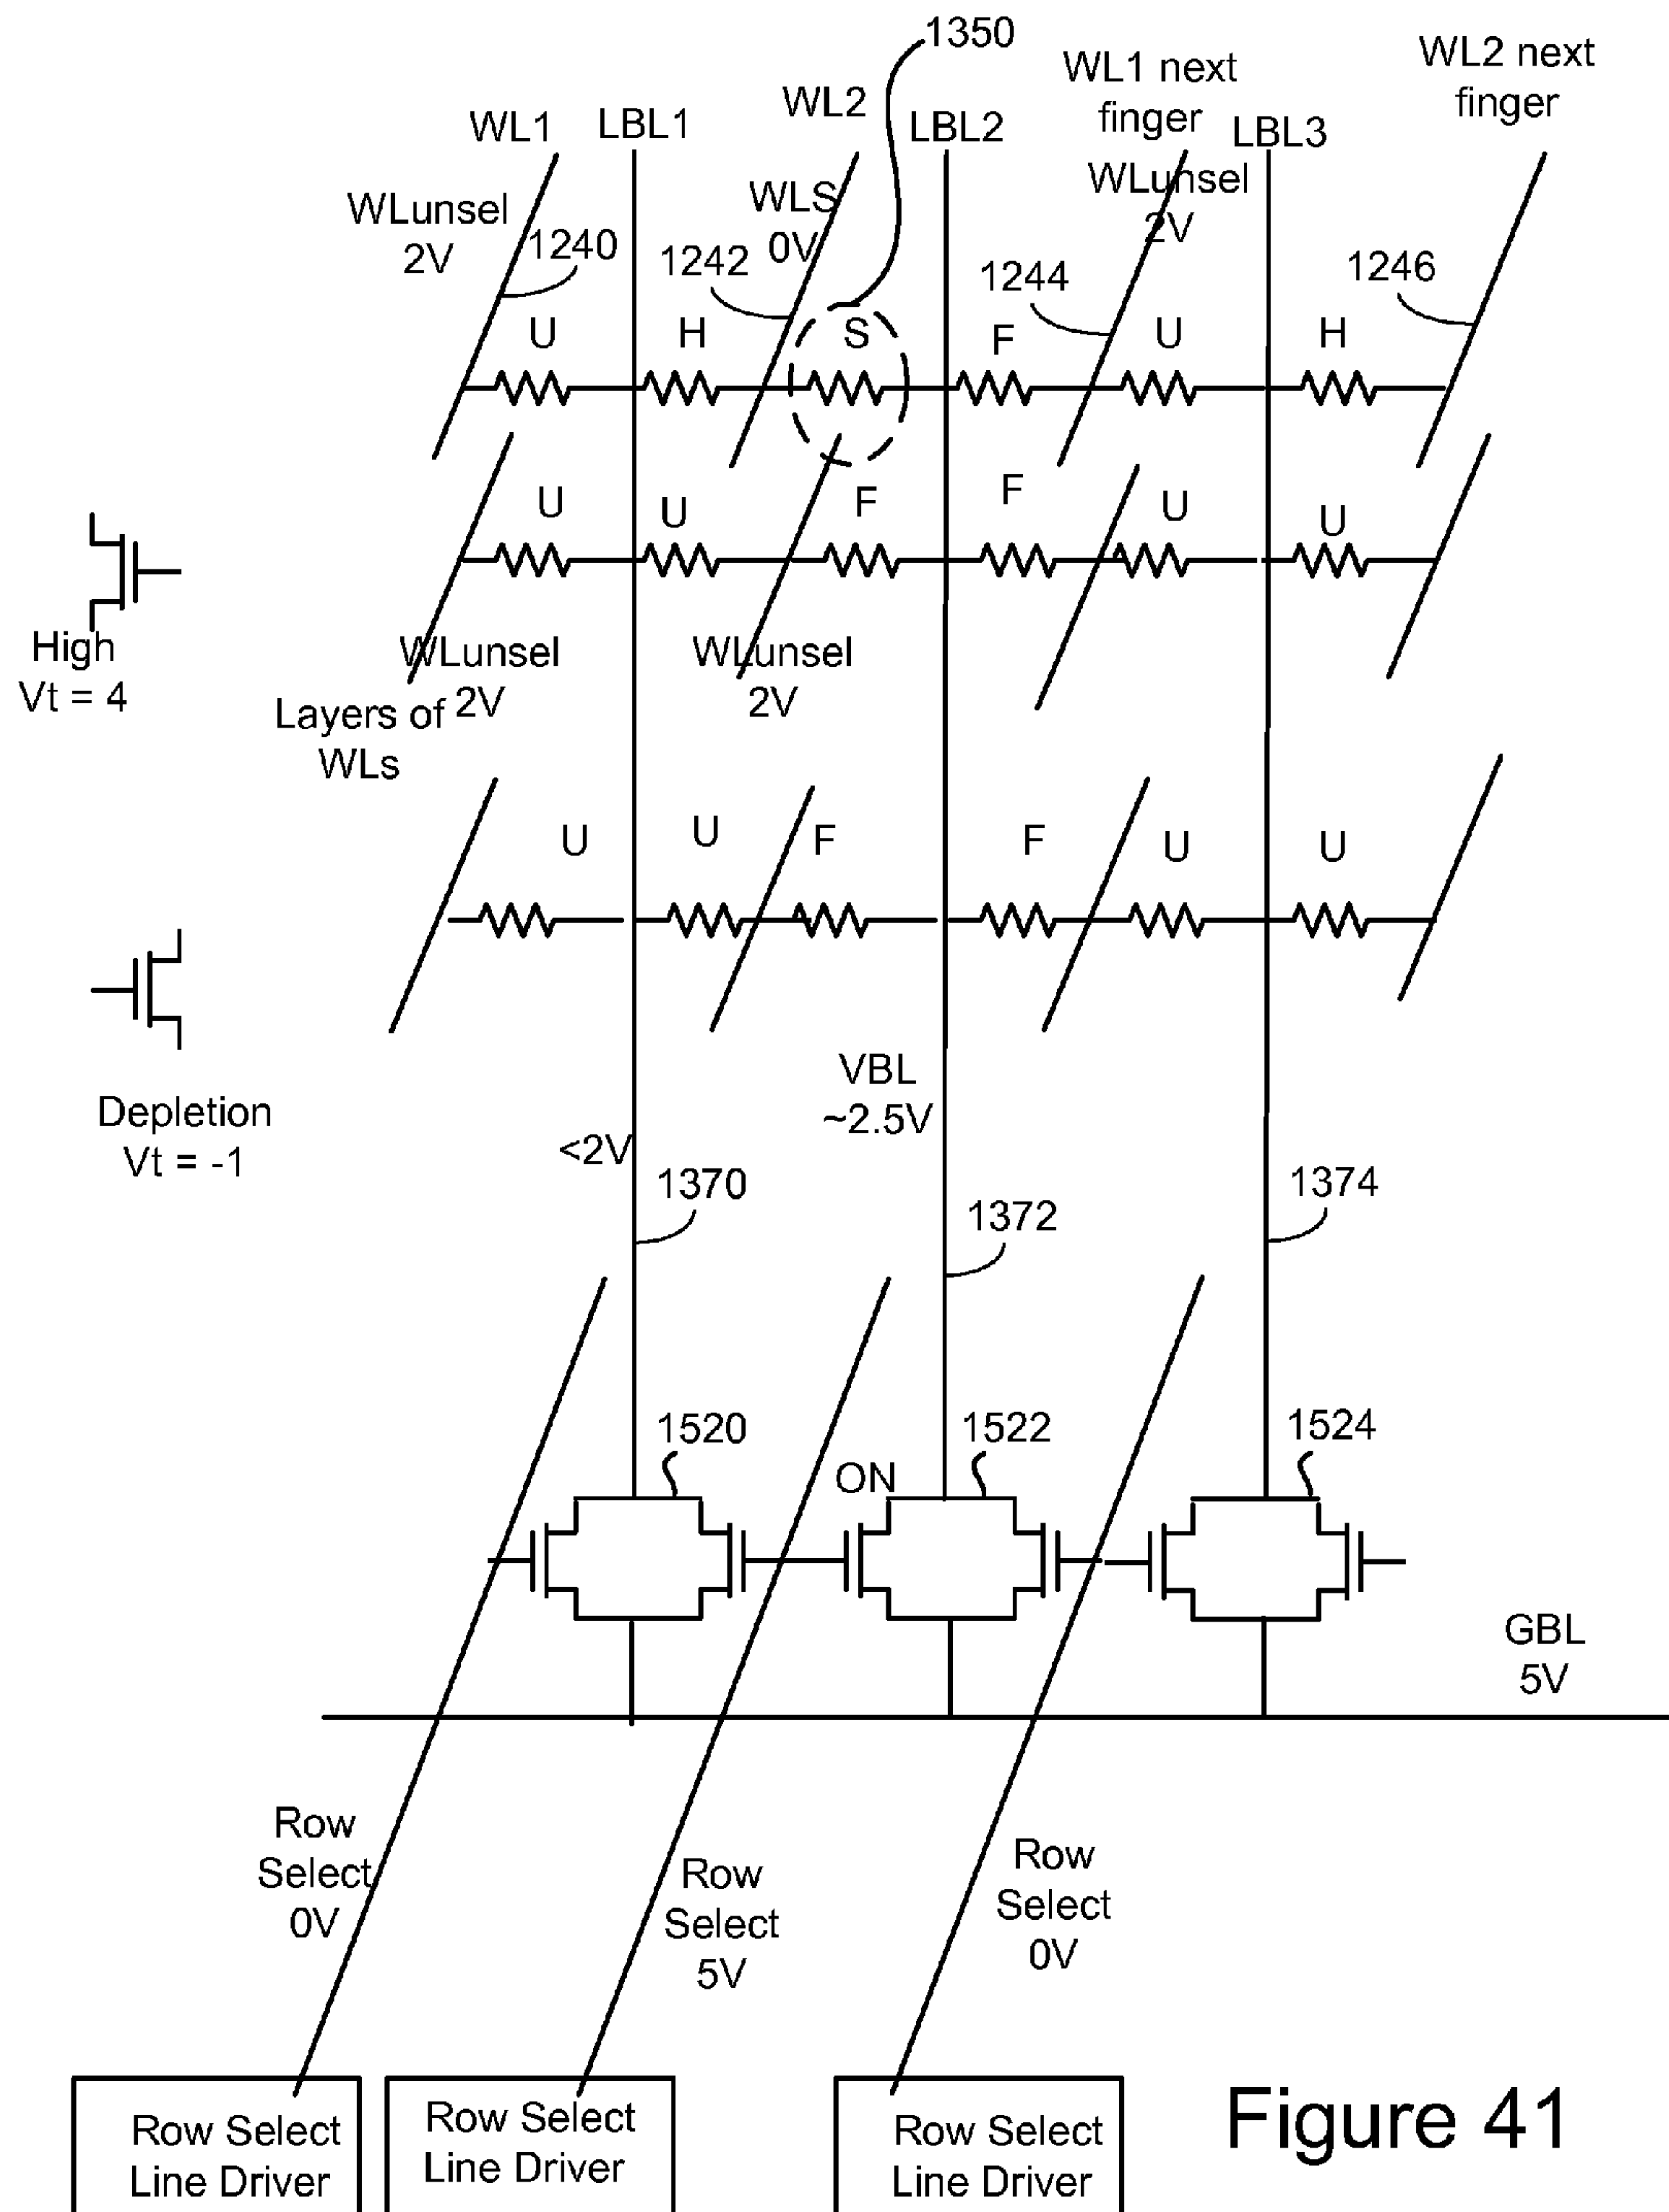 1350
WL1
LBL1
WL2
LBL2
WL1 next
finger
LBL3
WL2 next
finger
WLunsel
2V
1240
1242
WLS
0V
1244
WLunsel
2V
1246
U
H
S
F
U
H
U
U
F
F
U
U
High
Vt = 4
WLunsel
2V
WLunsel
2V
Layers of
WLs
U
U
F
F
U
U
Depletion
Vt = -1
VBL
~2.5V
<2V
1370
1372
1374
1520
ON
1522
1524
GBL
5V
Row
Select
0V
Row
Select
5V
Row
Select
0V
Row Select
Line Driver
Row Select
Line Driver
Row Select
Line Driver
Figure 41